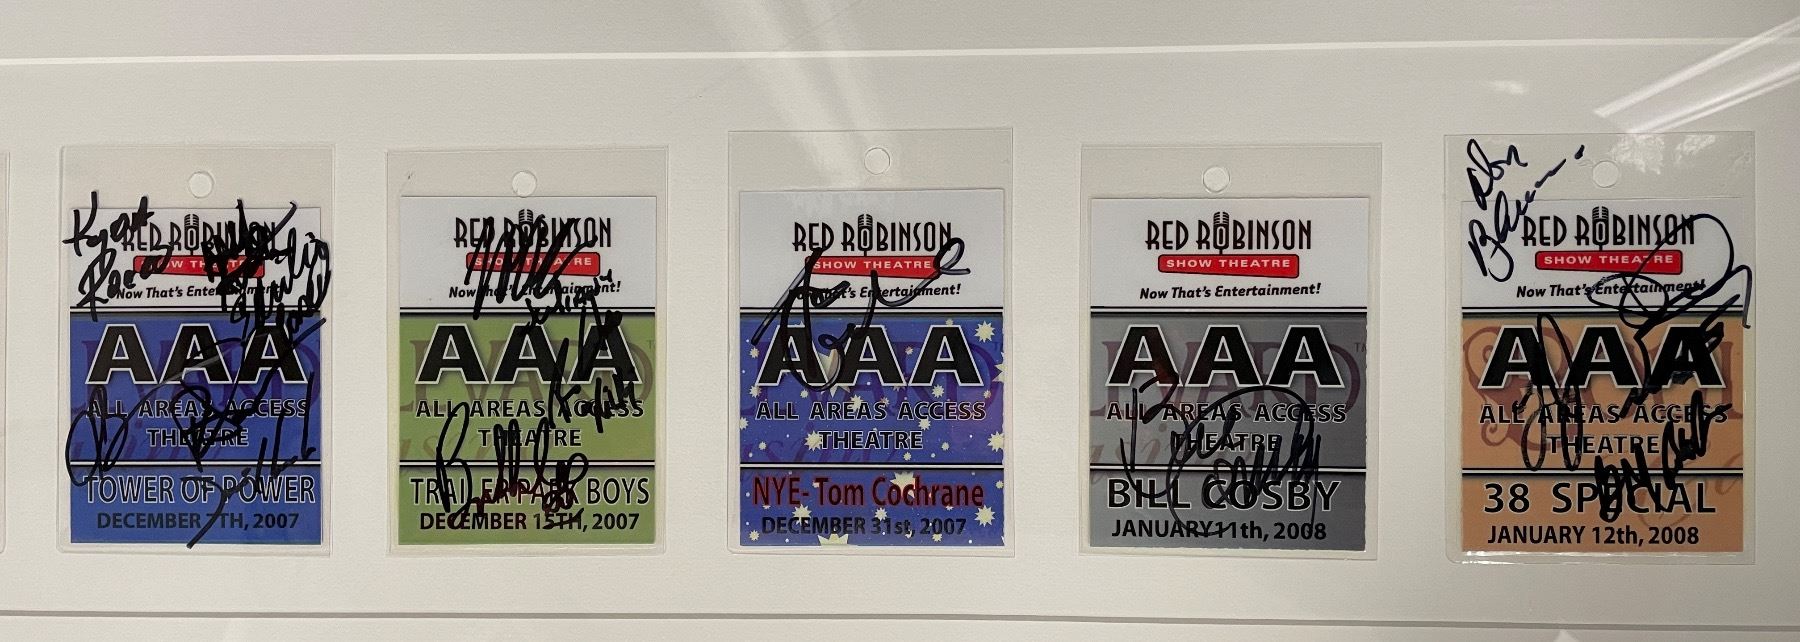 RED ROBINSON
SHOW THEATRE
Now That's Entertainment!
AAA
ALL AREAS ACCESS
THEATRE
TOWER OF POWER
DECEMBER 7TH, 2007
RED ROBINSON
SHOW THEATRE
Now That's Entertainment!
AAA
ALL AREAS ACCESS
THEATRE
TRAILER PARK BOYS
DECEMBER 15TH, 2007
RED ROBINSON
SHOW THEATRE
Now That's Entertainment!
AAA
ALL AREAS ACCESS
THEATRE
NYE- Tom Cochrane
DECEMBER 31st, 2007
RED ROBINSON
SHOW THEATRE
Now That's Entertainment!
AAA
ALL AREAS ACCESS
THEATRE
BILL COSBY
JANUARY 11th, 2008
Don
RED ROBINSON
SHOW THEATRE
Now That's Entertainment!
AAA
ALL AREAS ACCESS
THEATRE
38 SPECIAL
JANUARY 12th, 2008